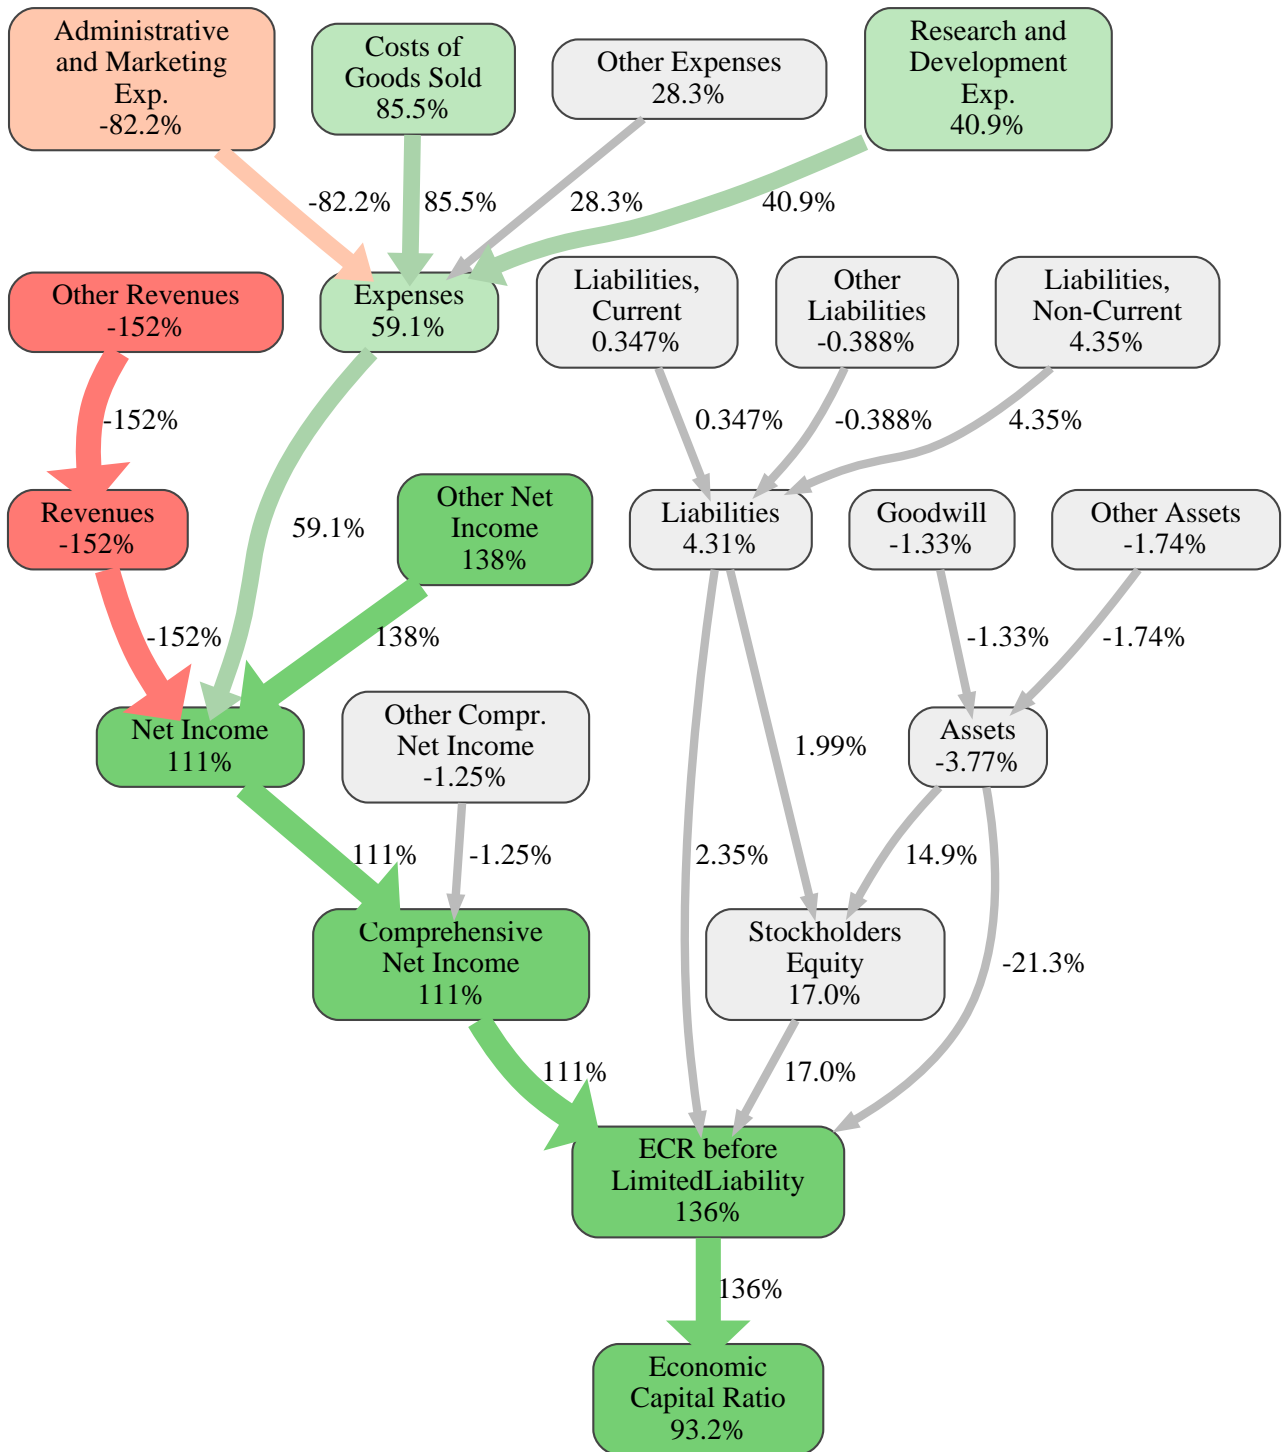 Administrative
and Marketing
Exp.
-82.2%
Costs of
Goods Sold
85.5%
Other Expenses
28.3%
Research and
Development
Exp.
40.9%
-82.2%
85.5%
28.3%
40.9%
Other Revenues
-152%
Expenses
59.1%
Liabilities,
Current
0.347%
Other
Liabilities
-0.388%
Liabilities,
Non-Current
4.35%
-152%
0.347%
-0.388%
4.35%
Revenues
-152%
59.1%
Other Net
Income
138%
Liabilities
4.31%
Goodwill
-1.33%
Other Assets
-1.74%
-152%
138%
-1.33%
-1.74%
Net Income
111%
Other Compr.
Net Income
-1.25%
1.99%
Assets
-3.77%
111%
-1.25%
2.35%
14.9%
Comprehensive
Net Income
111%
Stockholders
Equity
17.0%
-21.3%
111%
17.0%
ECR before
LimitedLiability
136%
136%
Economic
Capital Ratio
93.2%